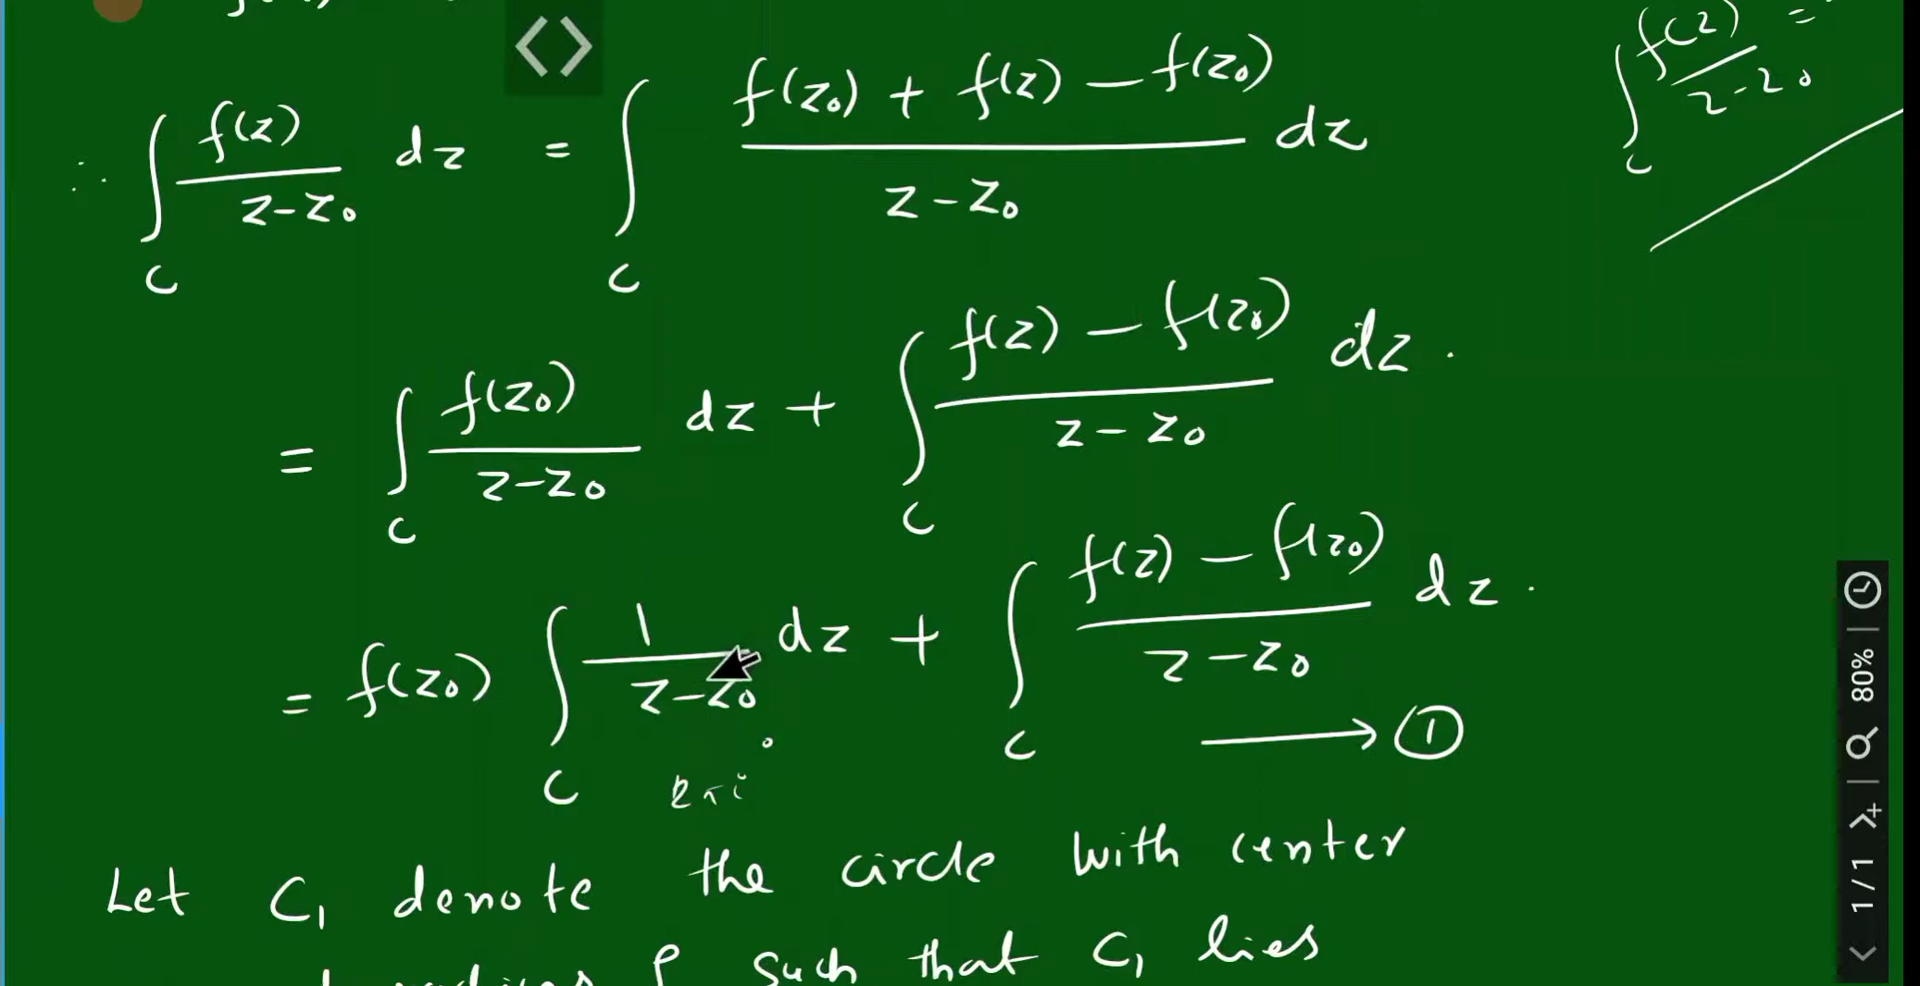 ∫_C f(z)/(z-z₀) =
∴ ∫_C f(z)/(z-z₀) dz = ∫_C (f(z₀) + f(z) - f(z₀))/(z-z₀) dz
= ∫_C f(z₀)/(z-z₀) dz + ∫_C (f(z) - f(z₀))/(z-z₀) dz.
= f(z₀) ∫_C 1/(z-z₀) dz + ∫_C (f(z) - f(z₀))/(z-z₀) dz.
2πi
⟶ ①
Let C₁ denote the circle with center
ρ such that C₁ lies
1/1
80%